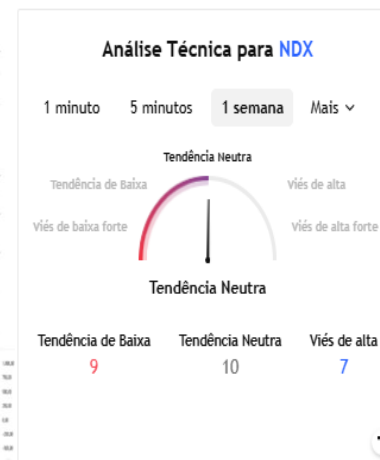 Análise Técnica para NDX
1 minuto 5 minutos 1 semana Mais
Tendência Neutra
Tendência de Baixa Viés de alta
Viés de baixa forte Viés de alta forte
Tendência Neutra
Tendência de Baixa Tendência Neutra Viés de alta
9 10 7